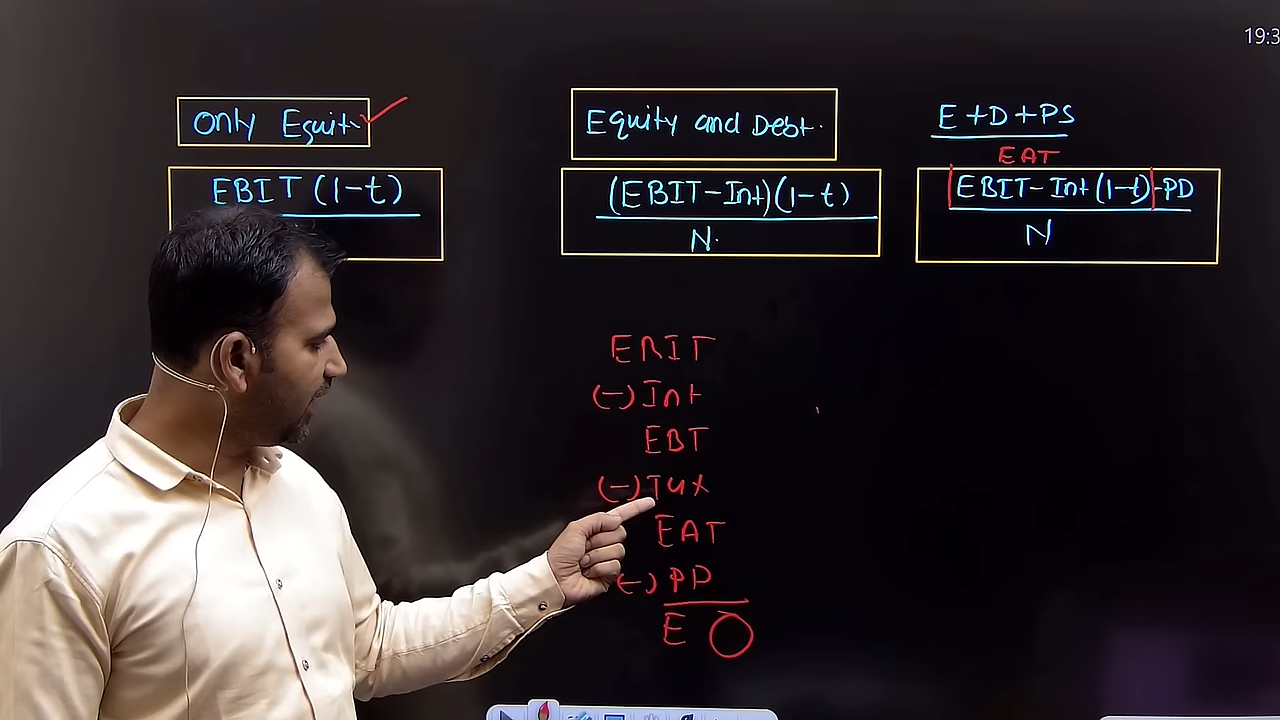 19:3
Only Equity
EBIT (1-t)
Equity and Debt.
(EBIT-Int)(1-t)
N.
E+D+PS
EAT
EBIT-Int(1-t)-PD
N
EBIT
(-) Int
EBT
(-) Tax
EAT
(-) PD
E